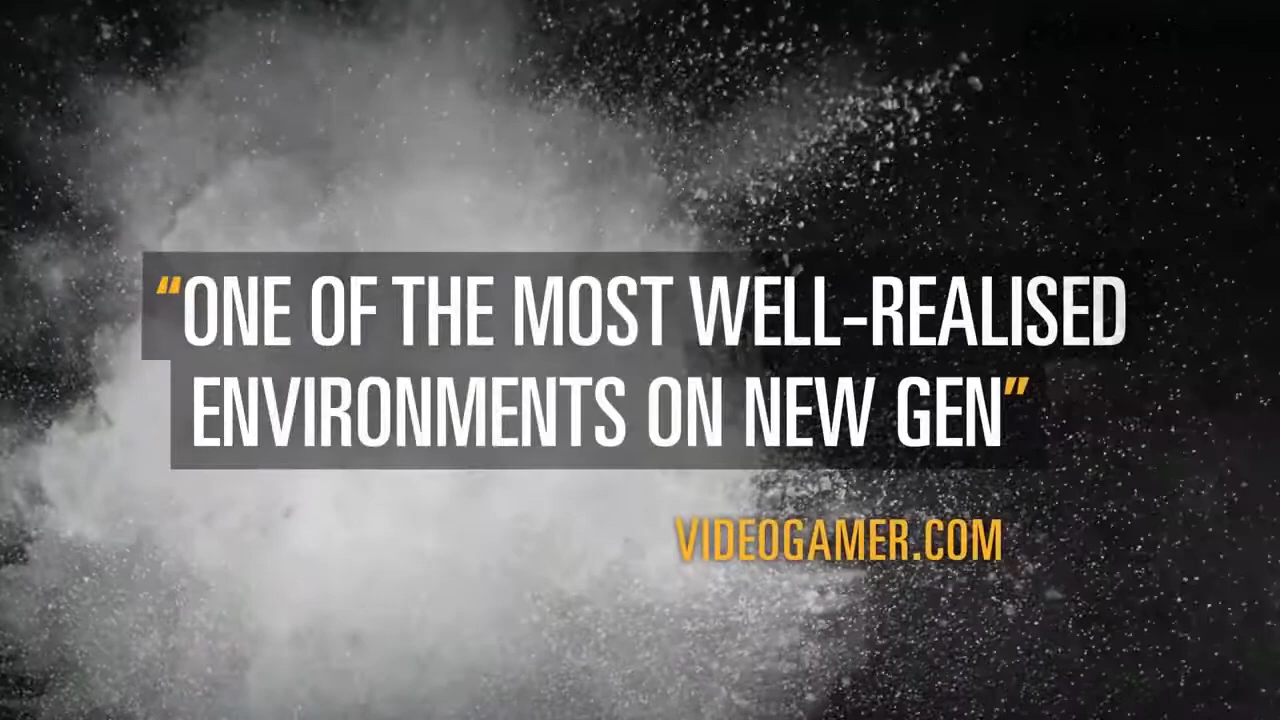 “ONE OF THE MOST WELL-REALISED
ENVIRONMENTS ON NEW GEN”
VIDEOGAMER.COM